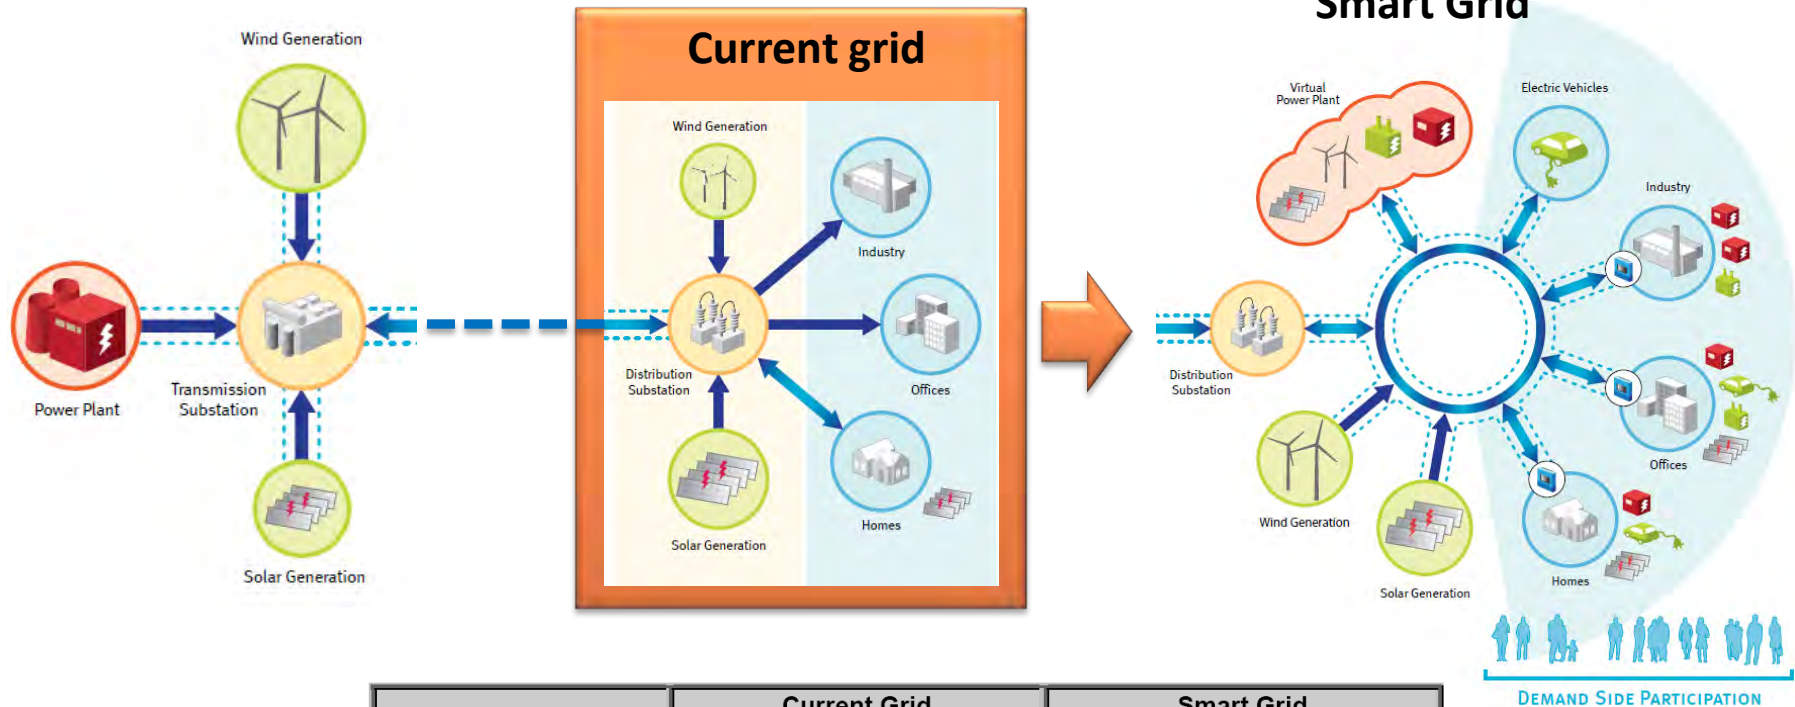 Wind Generation
Power Plant
Transmission
Substation
Solar Generation
Current grid
Wind Generation
Industry
Distribution
Substation
Offices
Homes
Solar Generation
Smart Grid
Virtual
Power Plant
Electric Vehicles
Industry
Distribution
Substation
Offices
Wind Generation
Homes
Solar Generation
DEMAND SIDE PARTICIPATION
Current Grid
Smart Grid